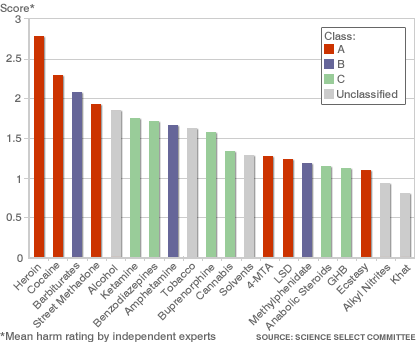 Score*
3
2.5
2
1.5
1
0.5
0
Class:
A
B
C
Unclassified
Heroin
Cocaine
Barbiturates
Street Methadone
Alcohol
Ketamine
Benzodiazepines
Amphetamine
Tobacco
Buprenorphine
Cannabis
Solvents
4-MTA
LSD
Methylphenidate
Anabolic Steroids
GHB
Ecstasy
Alkyl Nitrites
Khat
*Mean harm rating by independent experts
SOURCE: SCIENCE SELECT COMMITTEE